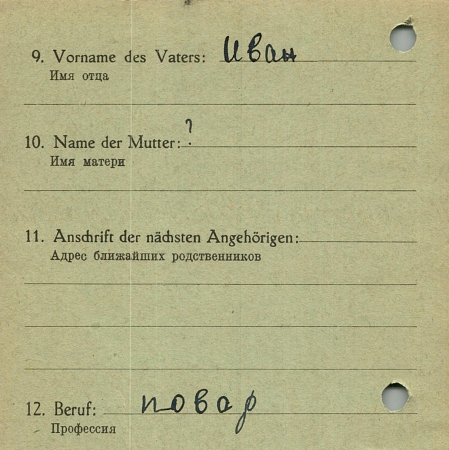 9. Vorname des Vaters: Иван
Имя отца
10. Name der Mutter: ?
Имя матери
11. Anschrift der nächsten Angehörigen:
Адрес ближайших родственников
12. Beruf: повар
Профессия